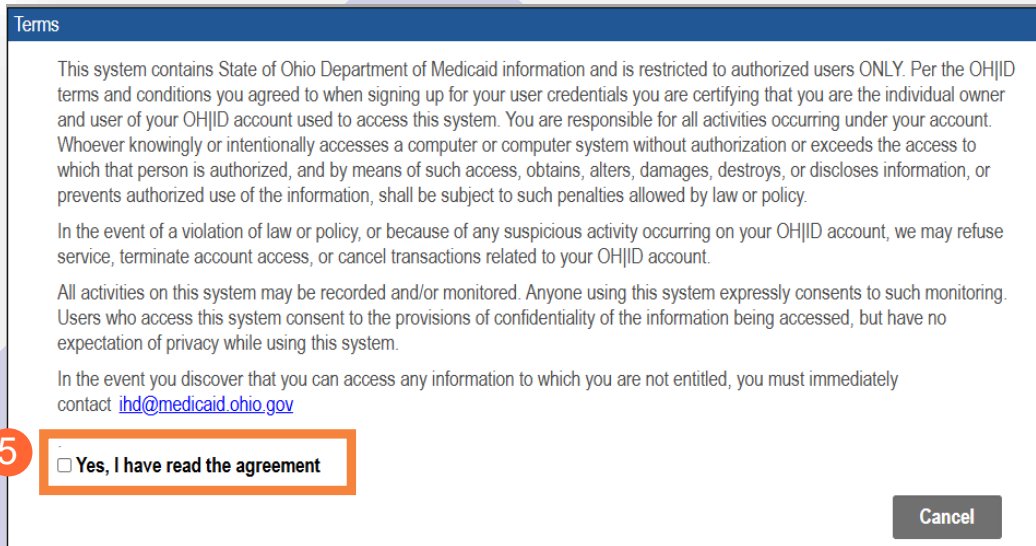 Terms
This system contains State of Ohio Department of Medicaid information and is restricted to authorized users ONLY. Per the OH|ID
terms and conditions you agreed to when signing up for your user credentials you are certifying that you are the individual owner
and user of your OH|ID account used to access this system. You are responsible for all activities occurring under your account.
Whoever knowingly or intentionally accesses a computer or computer system without authorization or exceeds the access to
which that person is authorized, and by means of such access, obtains, alters, damages, destroys, or discloses information, or
prevents authorized use of the information, shall be subject to such penalties allowed by law or policy.
In the event of a violation of law or policy, or because of any suspicious activity occurring on your OH|ID account, we may refuse
service, terminate account access, or cancel transactions related to your OH|ID account.
All activities on this system may be recorded and/or monitored. Anyone using this system expressly consents to such monitoring.
Users who access this system consent to the provisions of confidentiality of the information being accessed, but have no
expectation of privacy while using this system.
In the event you discover that you can access any information to which you are not entitled, you must immediately
contact ihd@medicaid.ohio.gov
5
Yes, I have read the agreement
Cancel